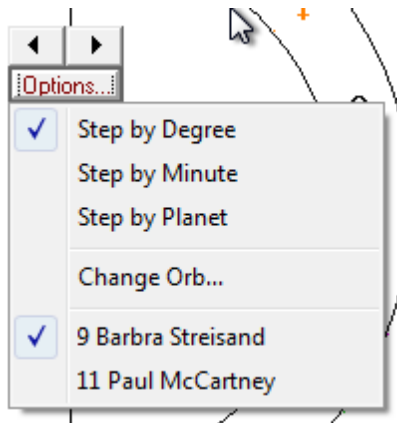 Options...
Step by Degree
Step by Minute
Step by Planet
Change Orb...
9 Barbra Streisand
11 Paul McCartney